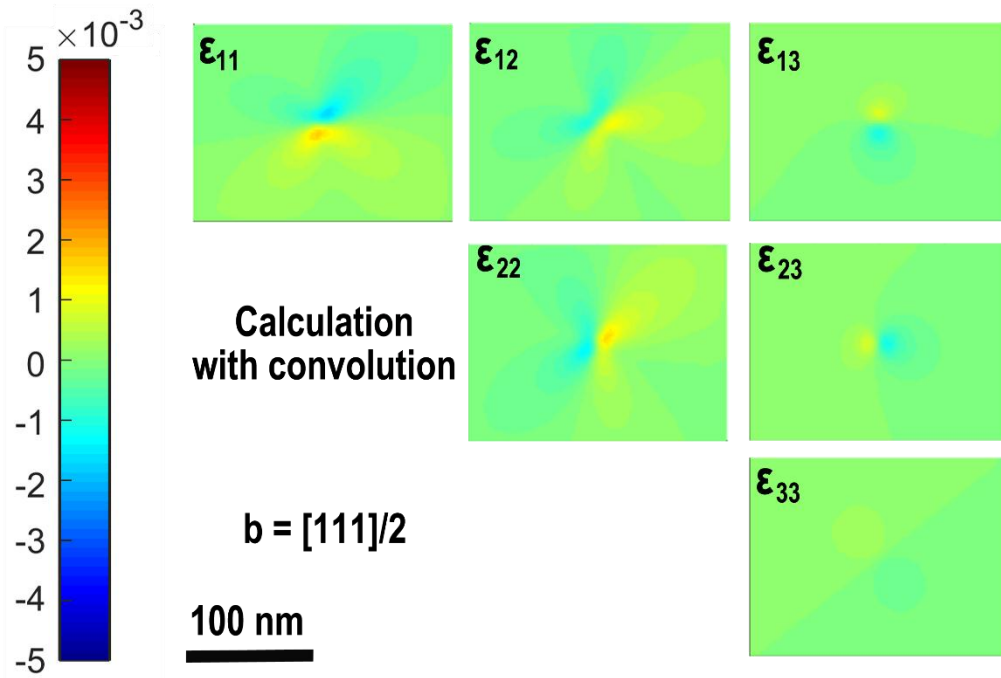 ×10⁻³
5
4
3
2
1
0
-1
-2
-3
-4
-5
ε₁₁
ε₁₂
ε₁₃
ε₂₂
ε₂₃
Calculation
with convolution
ε₃₃
b = [111]/2
100 nm